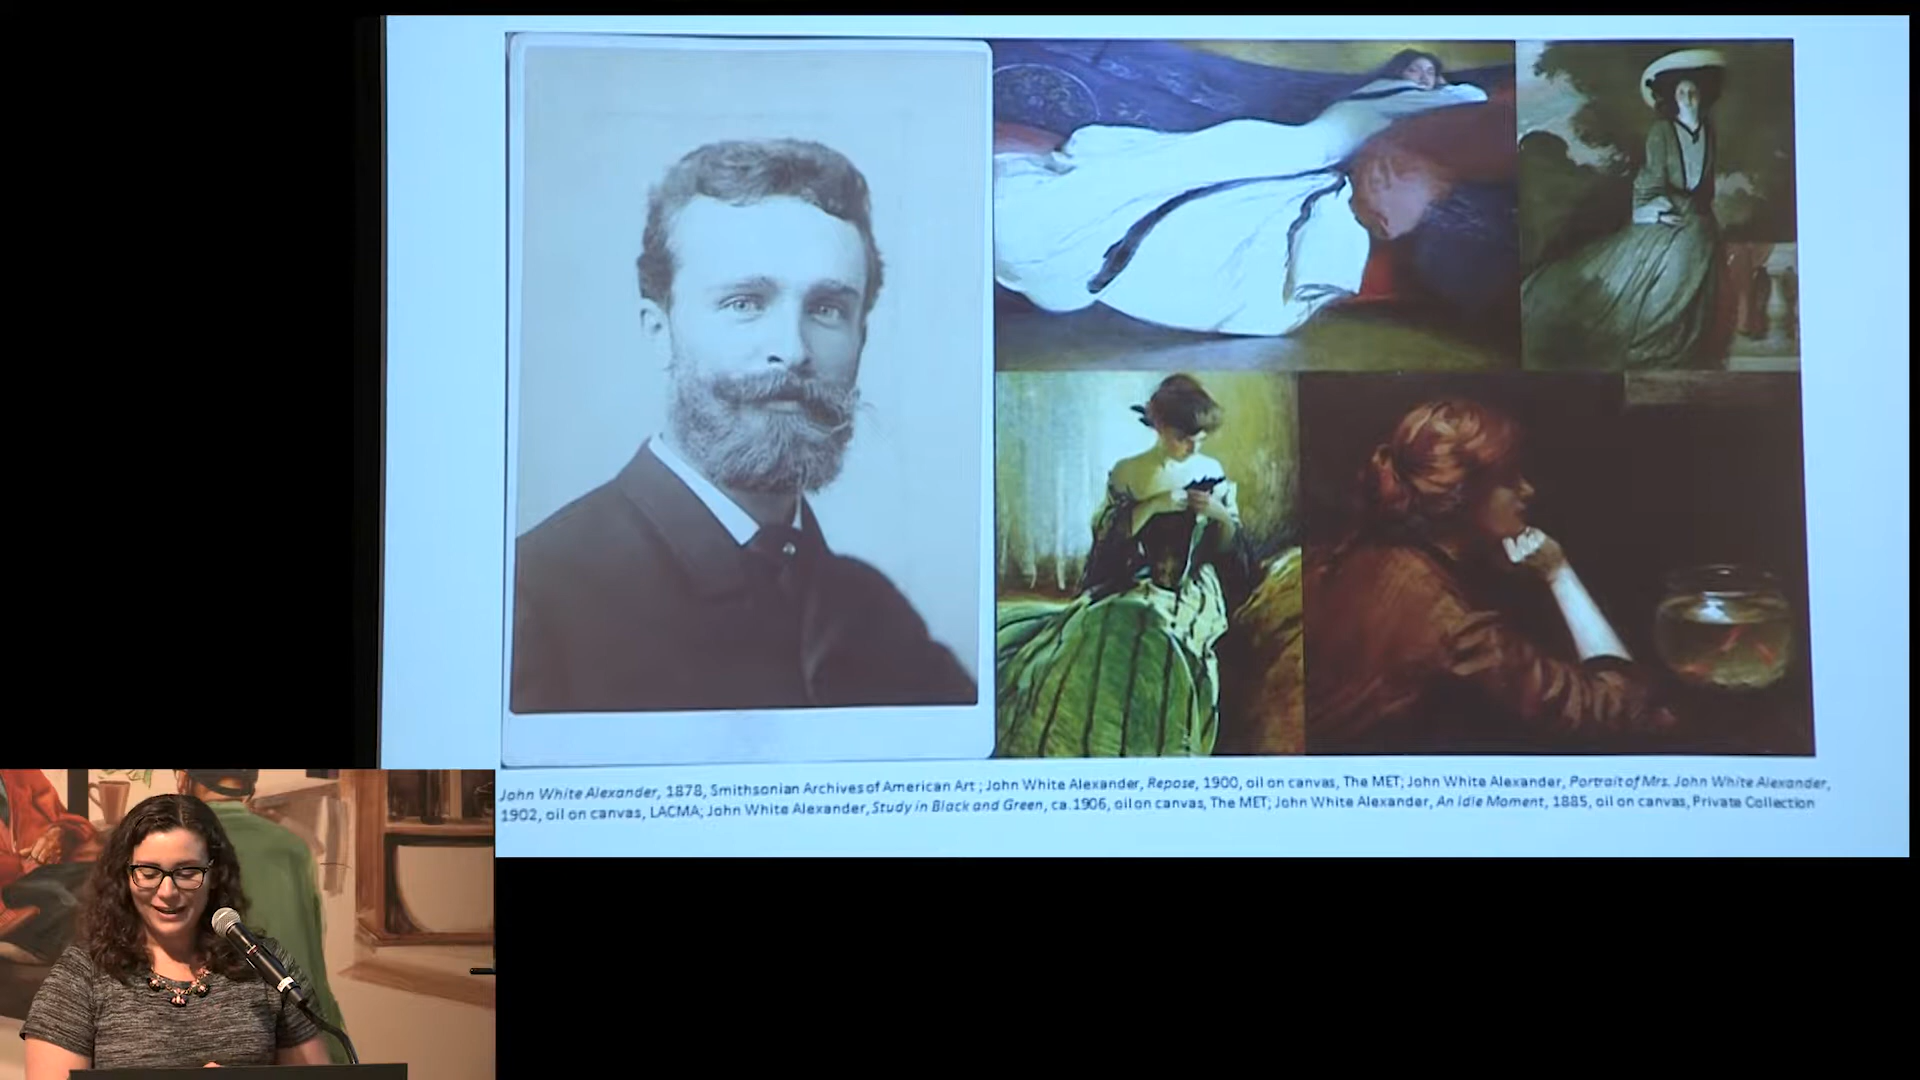 John White Alexander, 1878, Smithsonian Archives of American Art ; John White Alexander, Repose, 1900, oil on canvas, The MET; John White Alexander, Portrait of Mrs. John White Alexander,
1902, oil on canvas, LACMA; John White Alexander, Study in Black and Green, ca.1906, oil on canvas, The MET; John White Alexander, An Idle Moment, 1885, oil on canvas, Private Collection